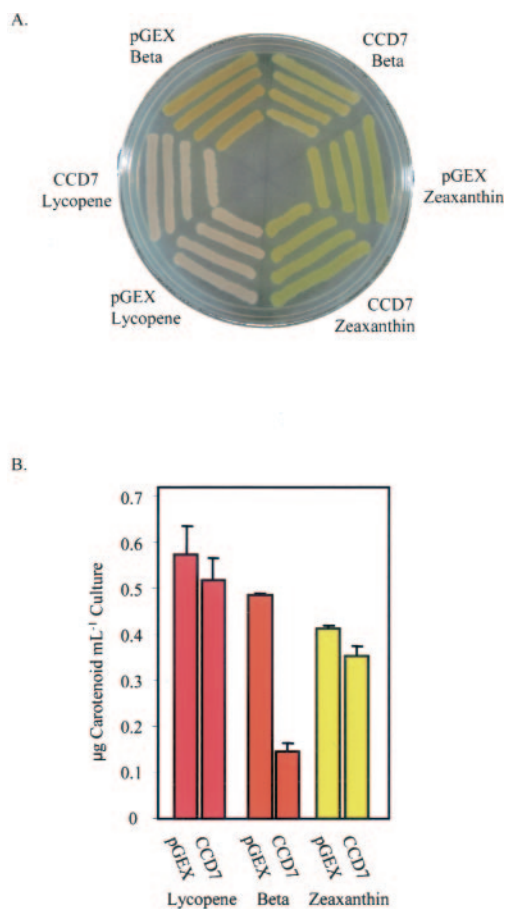 A.
pGEX
Beta
CCD7
Beta
CCD7
Lycopene
pGEX
Zeaxanthin
pGEX
Lycopene
CCD7
Zeaxanthin
B.
µg Carotenoid mL⁻¹ Culture
0.7
0.6
0.5
0.4
0.3
0.2
0.1
0
pGEX
CCD7
pGEX
CCD7
pGEX
CCD7
Lycopene
Beta
Zeaxanthin